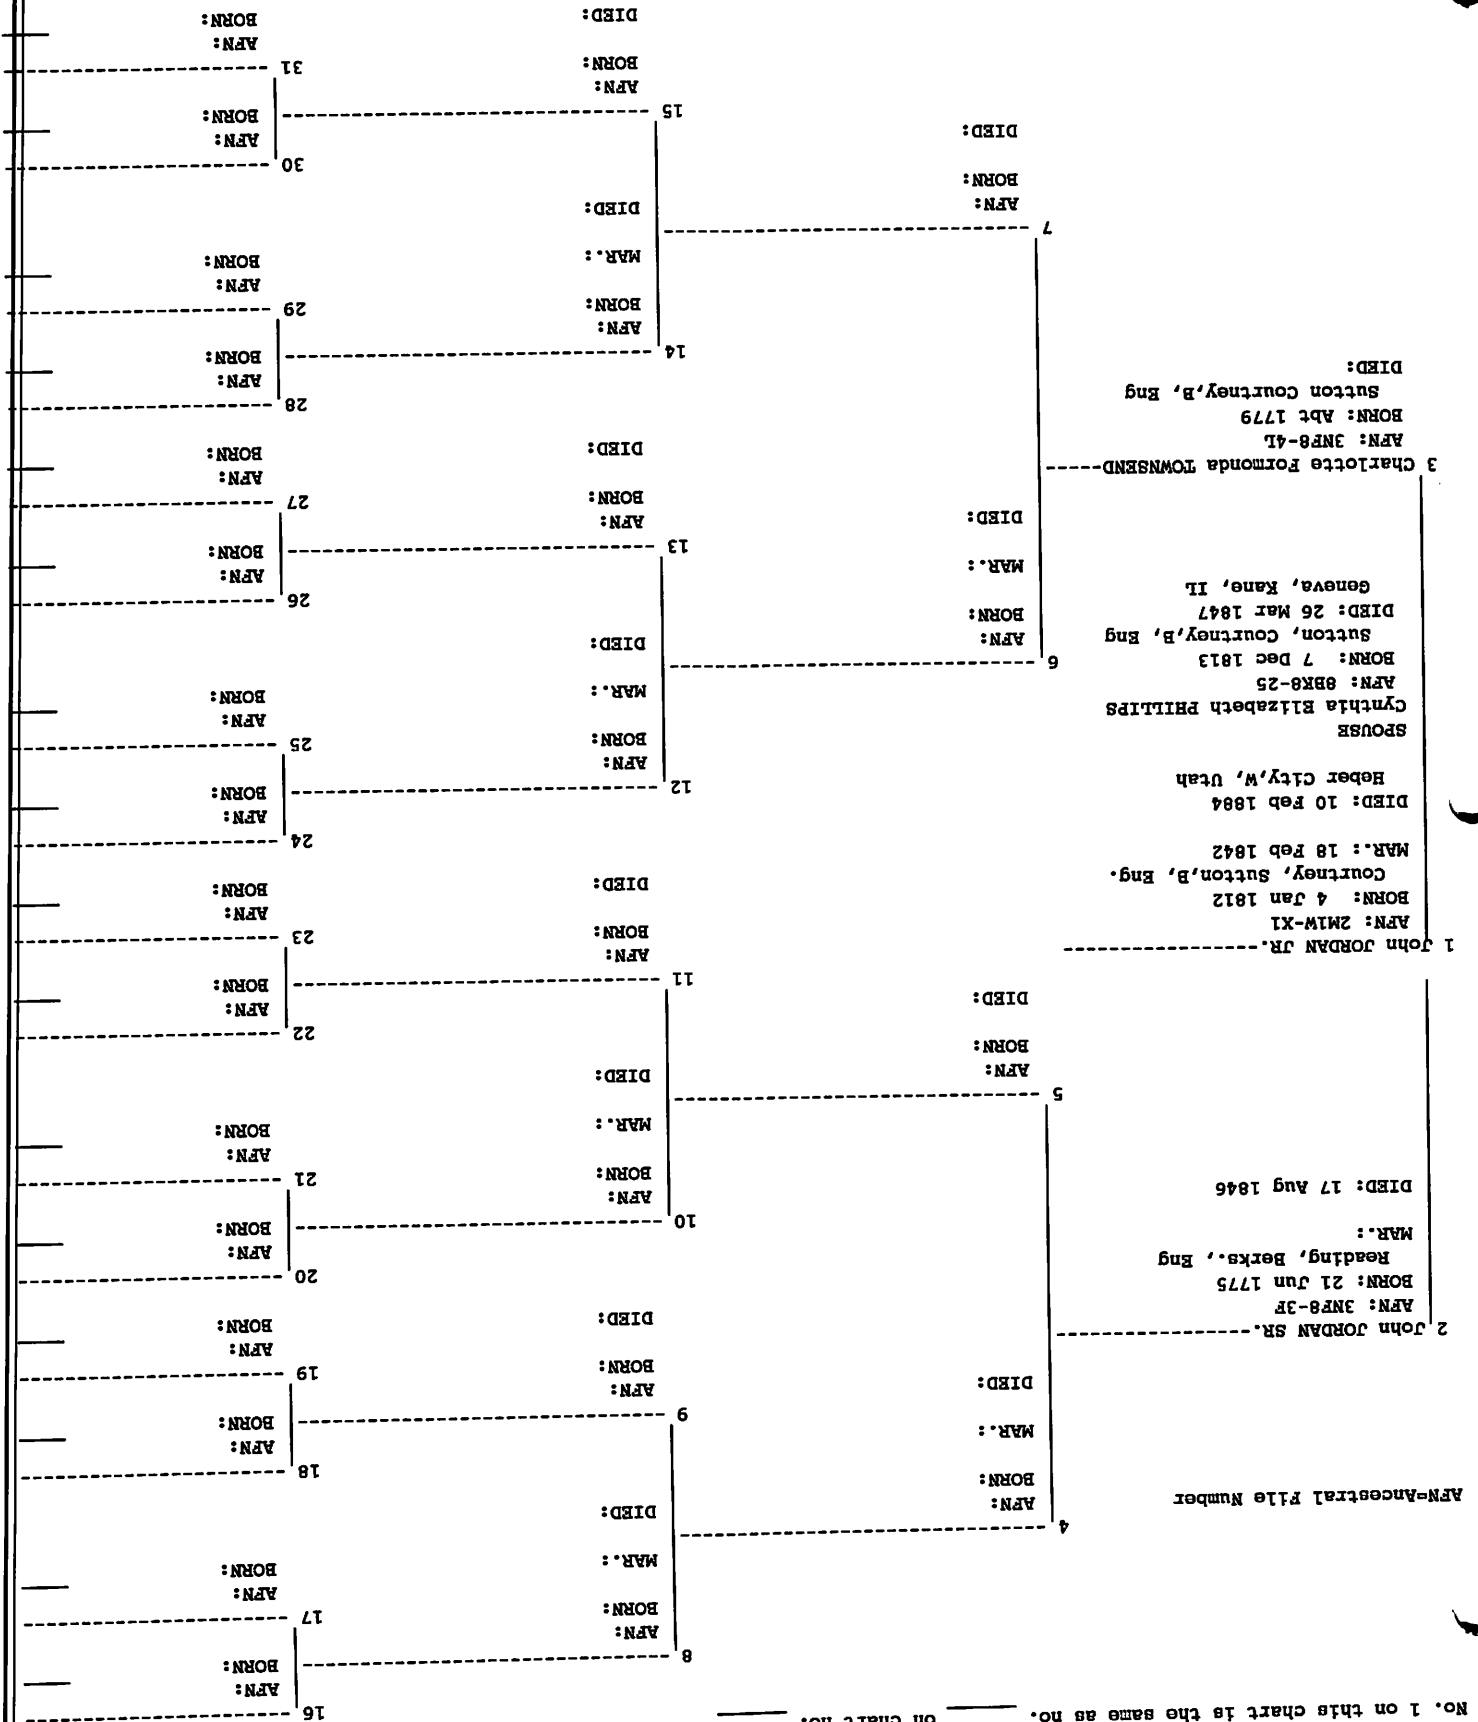 No. 1 on this chart is the same as no. ____ on chart no. ____
AFN=Ancestral File Number
2 John JORDAN SR.
AFN: 3NF8-3F
BORN: 21 Jun 1775
Reading, Berks., Eng
MAR.:
DIED: 17 Aug 1846
1 John JORDAN JR.
AFN: 2M1W-X1
BORN: 4 Jan 1812
Courtney, Sutton,B, Eng.
MAR.: 18 Feb 1842
DIED: 10 Feb 1884
Heber City,W, Utah
SPOUSE
Cynthia Elizabeth PHILLIPS
AFN: 8BK8-25
BORN: 7 Dec 1813
Sutton, Courtney,B, Eng
DIED: 26 Mar 1847
Geneva, Kane, IL
3 Charlotte Formonda TOWNSEND
AFN: 3NF8-4L
BORN: Abt 1779
Sutton Courtney,B, Eng
DIED:
4
AFN:
BORN:
MAR.:
DIED:
5
AFN:
BORN:
DIED:
6
AFN:
BORN:
MAR.:
DIED:
7
AFN:
BORN:
DIED:
8
AFN:
BORN:
MAR.:
DIED:
9
AFN:
BORN:
DIED:
10
AFN:
BORN:
MAR.:
DIED:
11
AFN:
BORN:
DIED:
12
AFN:
BORN:
MAR.:
DIED:
13
AFN:
BORN:
DIED:
14
AFN:
BORN:
MAR.:
DIED:
15
AFN:
BORN:
DIED:
16
AFN:
BORN:
17
AFN:
BORN:
18
AFN:
BORN:
19
AFN:
BORN:
20
AFN:
BORN:
21
AFN:
BORN:
22
AFN:
BORN:
23
AFN:
BORN:
24
AFN:
BORN:
25
AFN:
BORN:
26
AFN:
BORN:
27
AFN:
BORN:
28
AFN:
BORN:
29
AFN:
BORN:
30
AFN:
BORN:
31
AFN:
BORN: